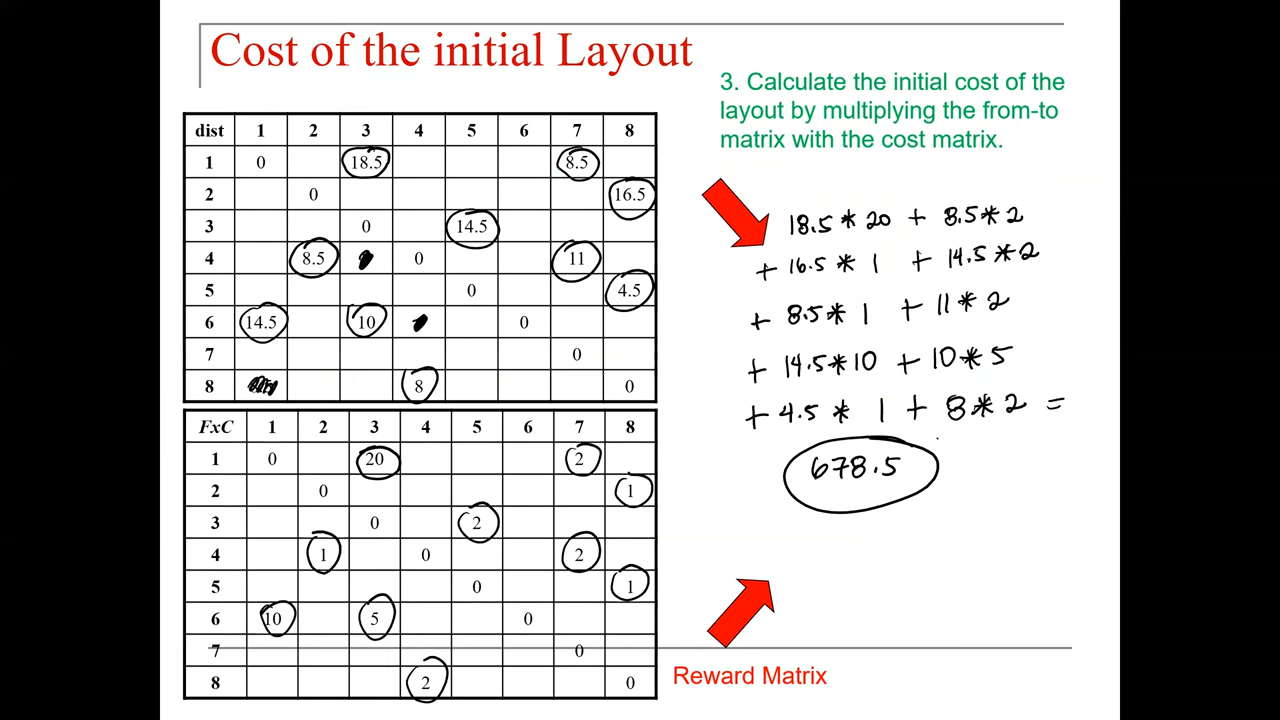 Cost of the initial Layout
3. Calculate the initial cost of the
layout by multiplying the from-to
matrix with the cost matrix.
dist 1 2 3 4 5 6 7 8
1 0 18.5 8.5
2 0 16.5
3 0 14.5
4 8.5 0 11
5 0 4.5
6 14.5 10 0
7 0
8 8 0
FxC 1 2 3 4 5 6 7 8
1 0 20 2
2 0 1
3 0 2
4 1 0 2
5 0 1
6 10 5 0
7 0
8 2 0
18.5 * 20 + 8.5 * 2
+ 16.5 * 1 + 14.5 * 2
+ 8.5 * 1 + 11 * 2
+ 14.5 * 10 + 10 * 5
+ 4.5 * 1 + 8 * 2 =
678.5
Reward Matrix